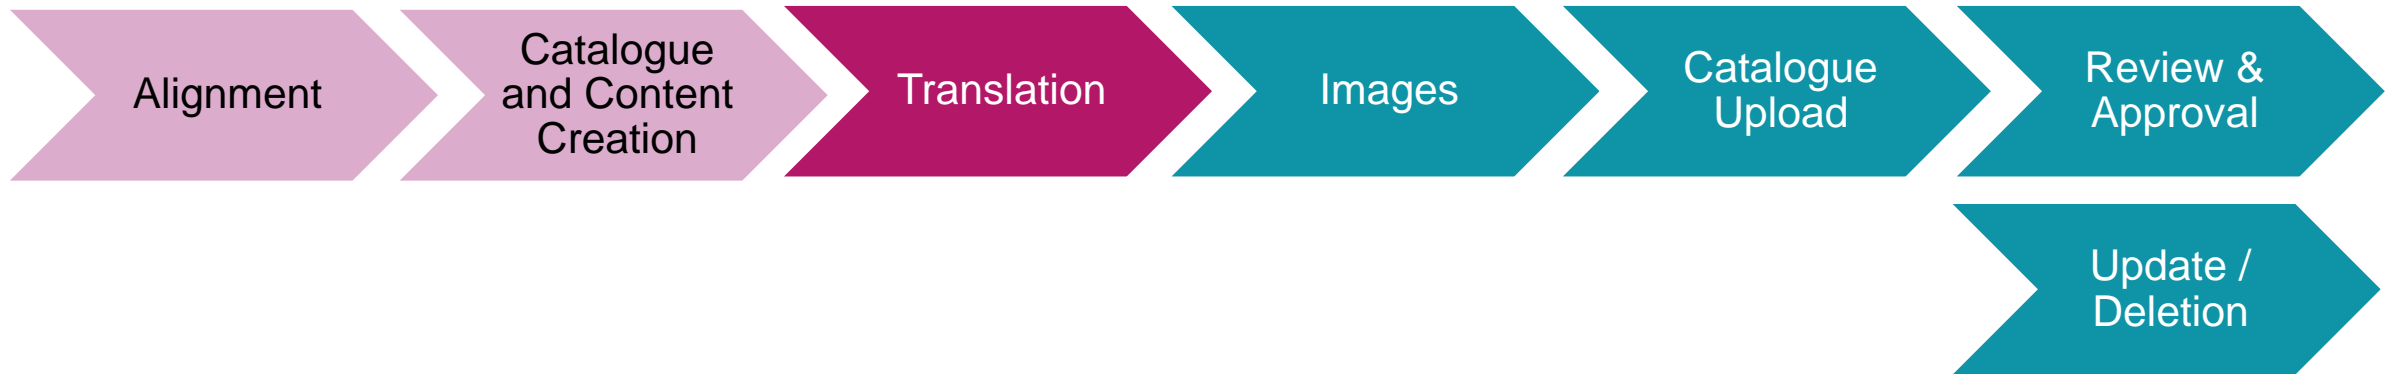 Alignment
Catalogue
and Content
Creation
Translation
Images
Catalogue
Upload
Review &
Approval
Update /
Deletion